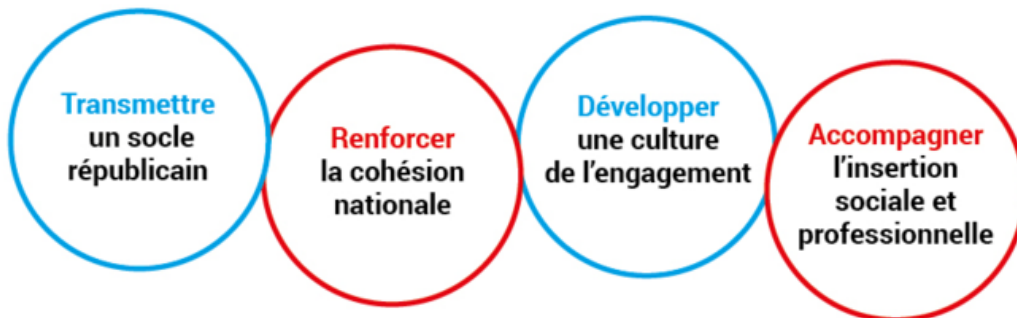 Transmettre
un socle
républicain
Renforcer
la cohésion
nationale
Développer
une culture
de l'engagement
Accompagner
l'insertion
sociale et
professionnelle